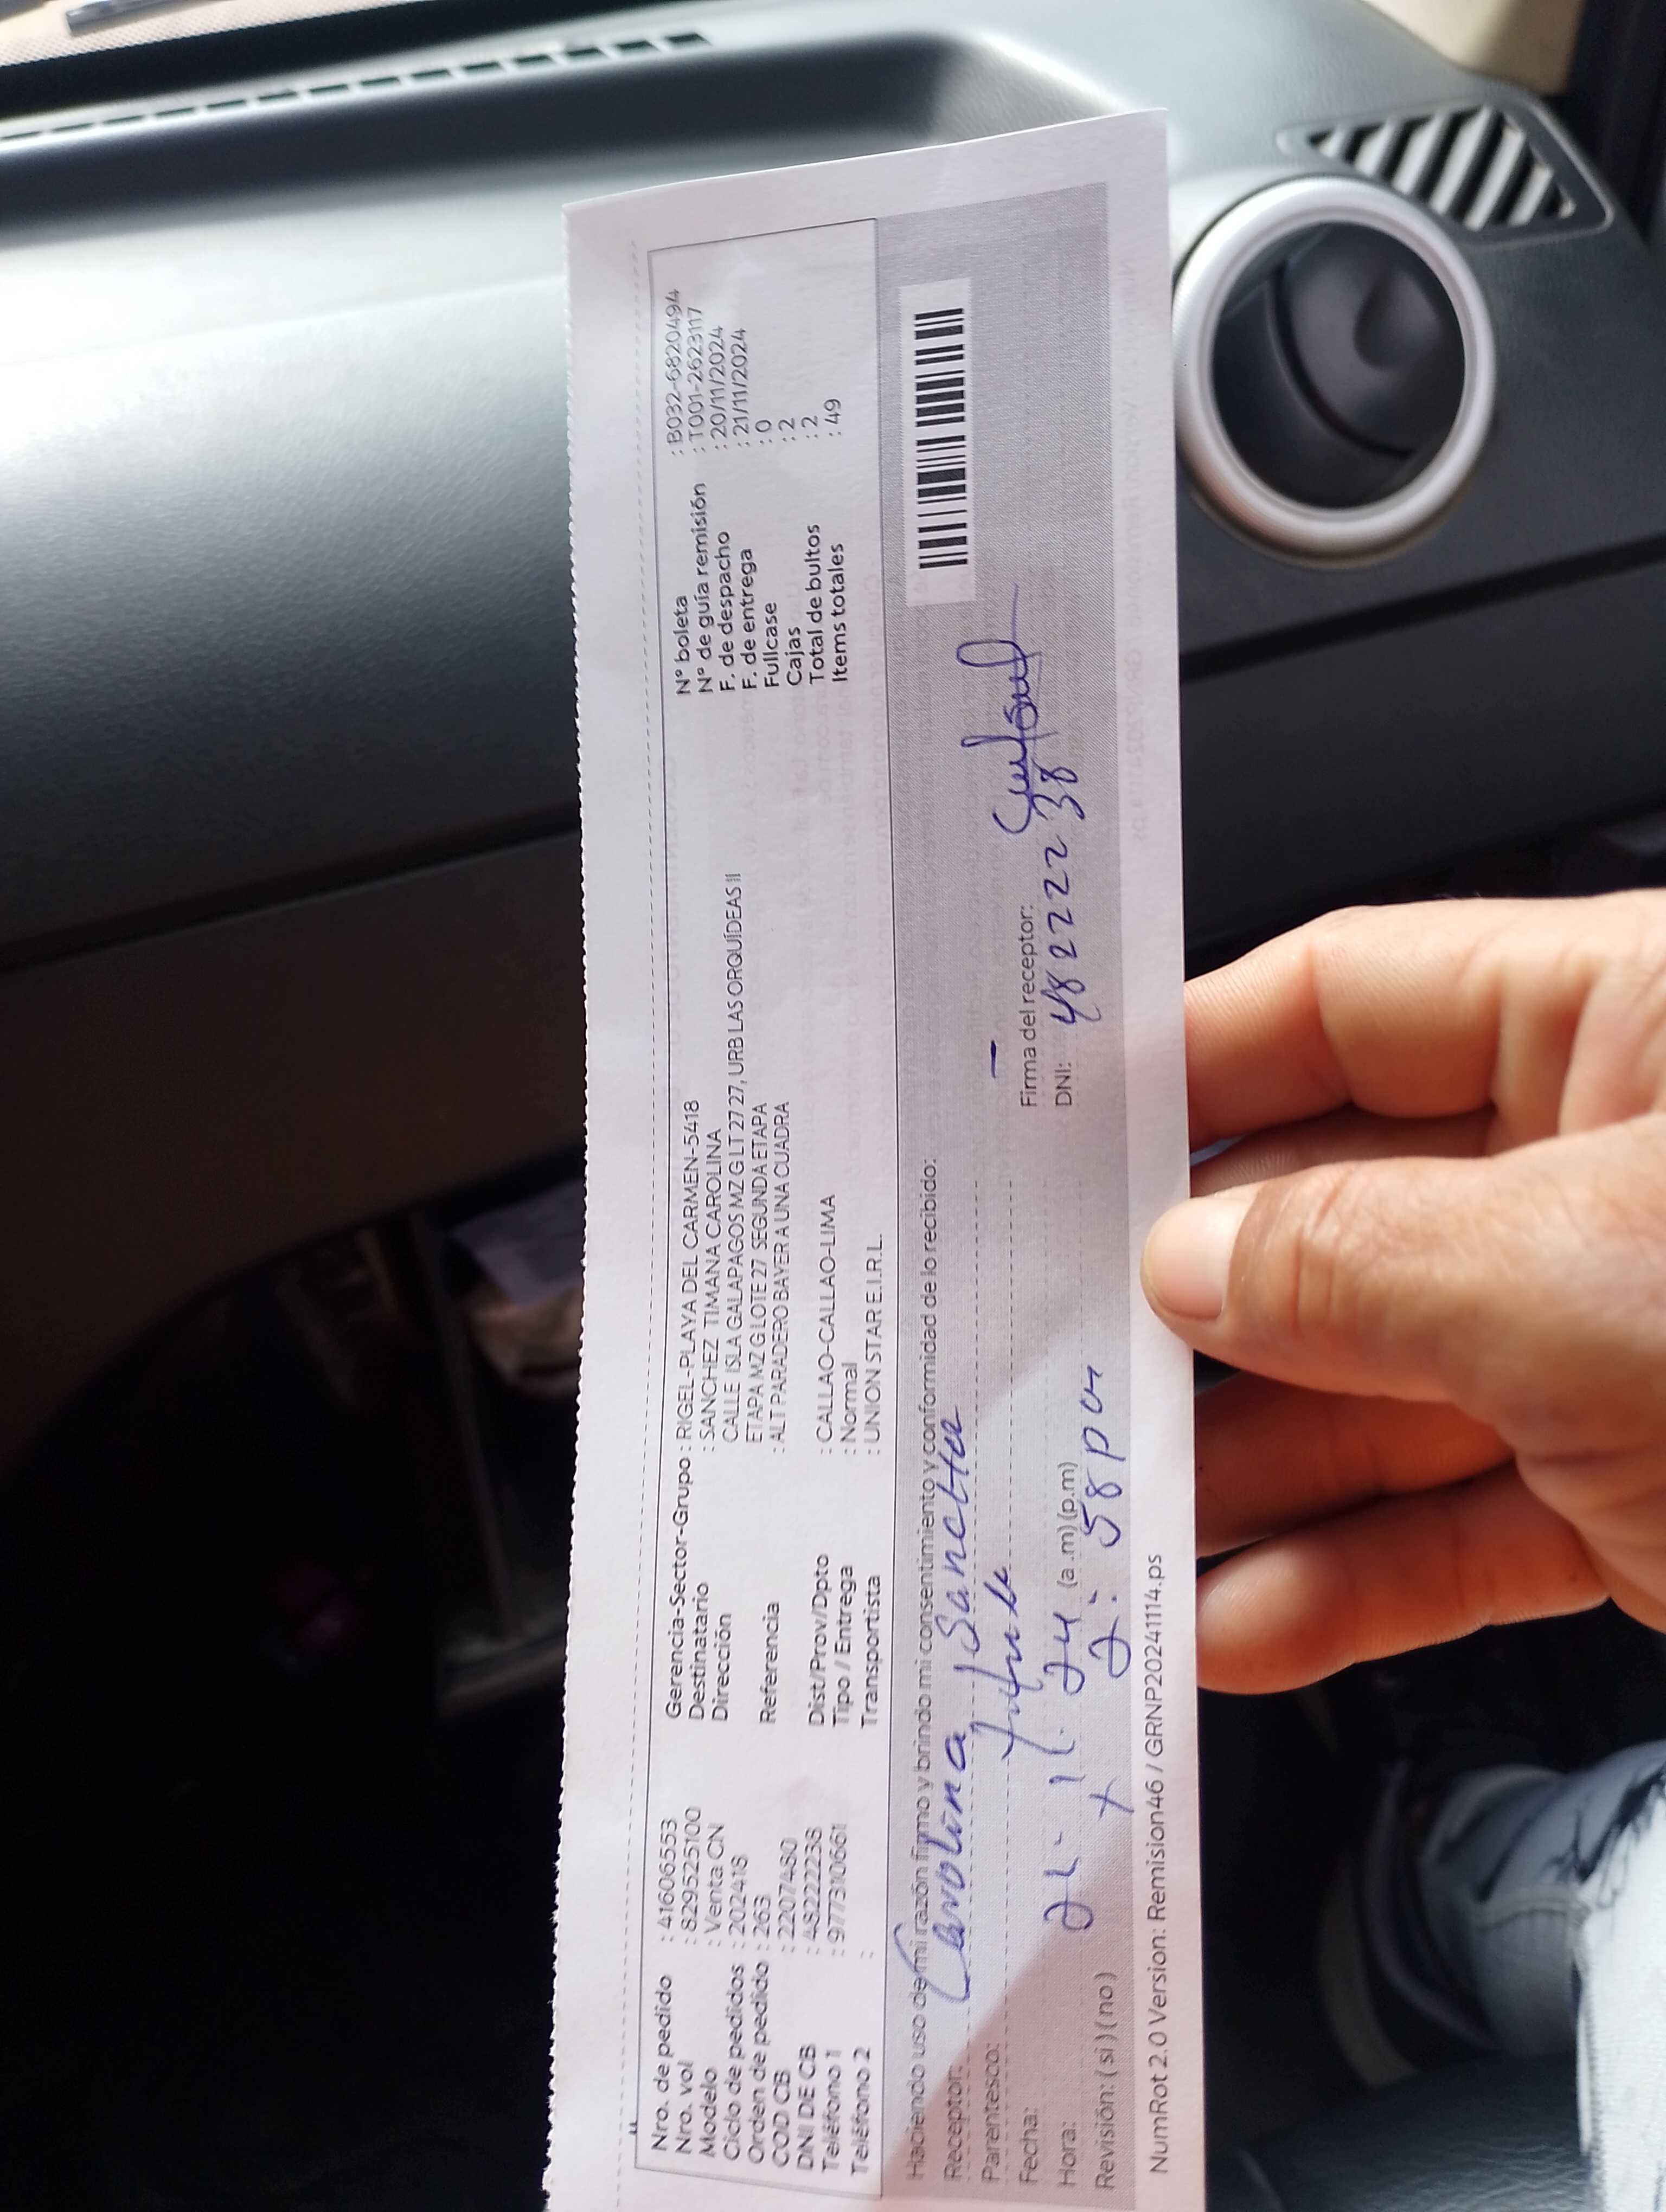 Nro. de pedido : 41606553
Nro. vol : 829525100
Modelo : Venta CN
Ciclo de pedidos : 202418
Orden de pedido : 263
COD CB : 2207480
DNI DE CB : 48222238
Teléfono 1 : 977310661
Teléfono 2 :
Gerencia-Sector-Grupo : RIGEL-PLAYA DEL CARMEN-5418
Destinatario : SANCHEZ TIMANA CAROLINA
Dirección CALLE ISLA GALAPAGOS MZ G LT 27 27, URB LAS ORQUÍDEAS II
ETAPA MZ G LOTE 27 SEGUNDA ETAPA
Referencia : ALT PARADERO BAYER A UNA CUADRA
Dist/Prov/Dpto : CALLAO-CALLAO-LIMA
Tipo / Entrega : Normal
Transportista : UNION STAR E.I.R.L.
N° boleta : B032-6820494
N° de guía remisión : T001-2623117
F. de despacho : 20/11/2024
F. de entrega : 21/11/2024
Fullcase : 0
Cajas : 2
Total de bultos : 2
Items totales : 49
Haciendo uso de mi razón firmo y brindo mi consentimiento y conformidad de lo recibido:
Receptor: Carolina Sanchez
Parentesco:
Fecha: 21. 11. 24
Hora: (a.m) (p.m) 2: 58 pm
Revisión: ( si ) ( no )
Firma del receptor:
DNI: 48222238
NumRot 2.0 Version: Remision46 / GRNP20241114.ps